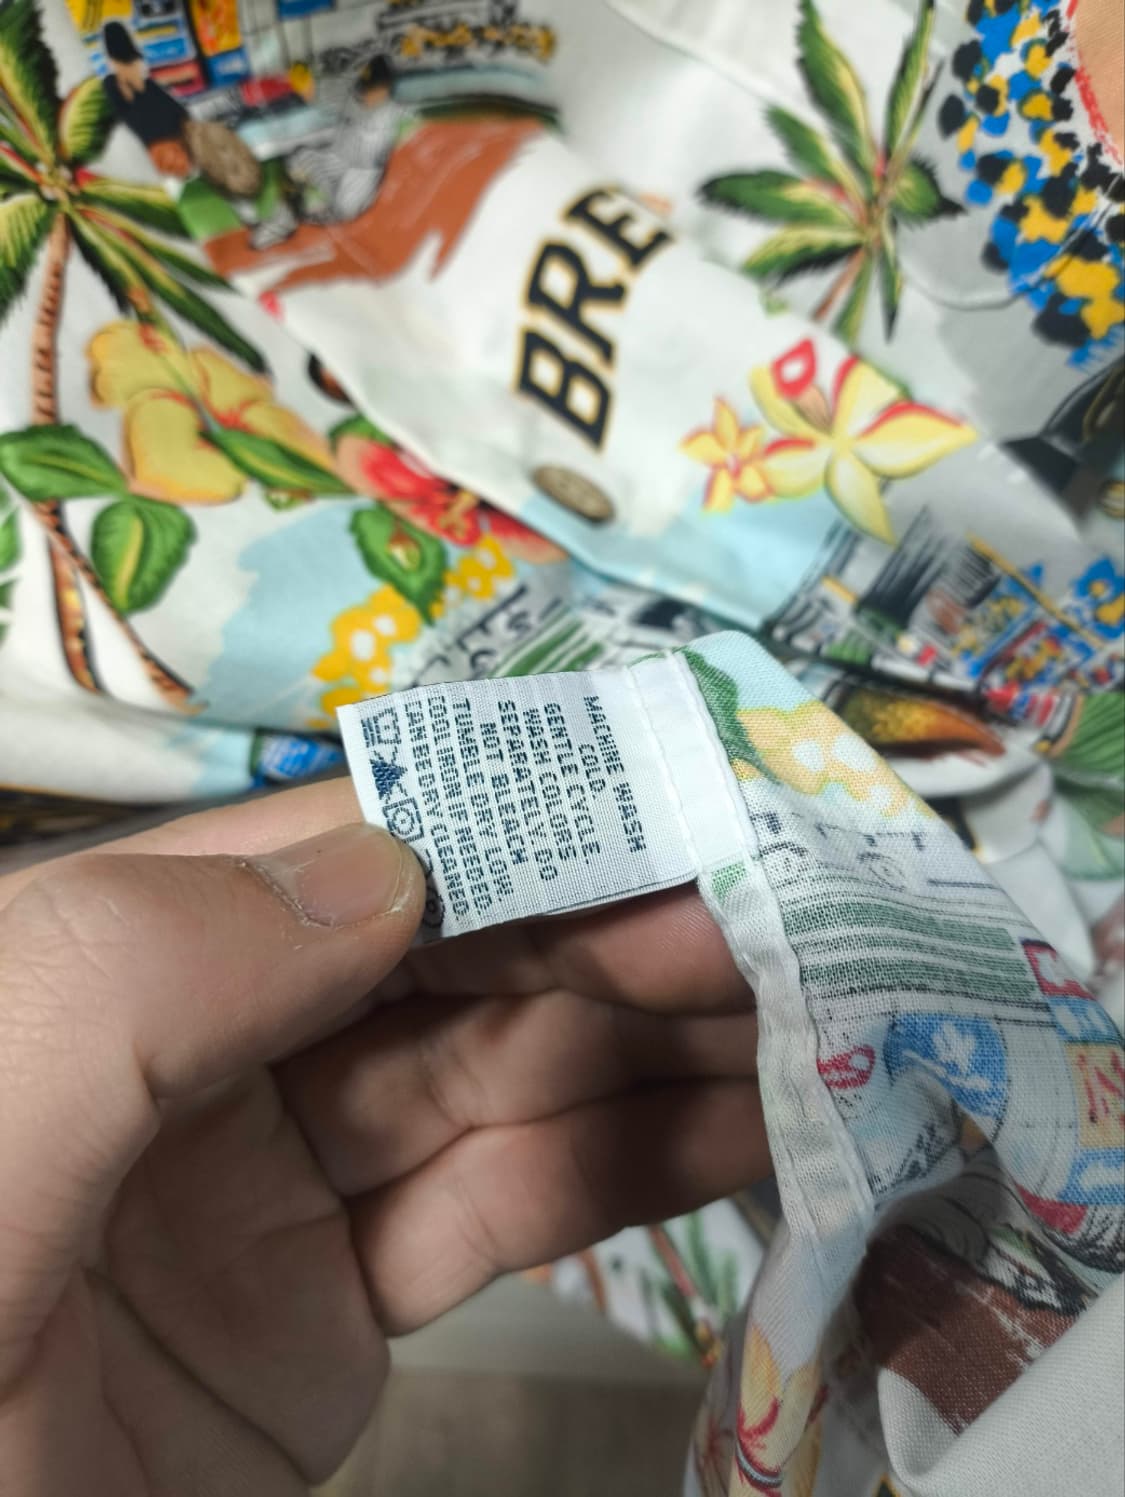 BRE
MACHINE WASH
COLD.
GENTLE CYCLE.
WASH COLOURS
SEPARATELY. DO
NOT BLEACH
TUMBLE DRY LOW.
COOL IRON IF NEEDED
CAN BE DRY CLEANED